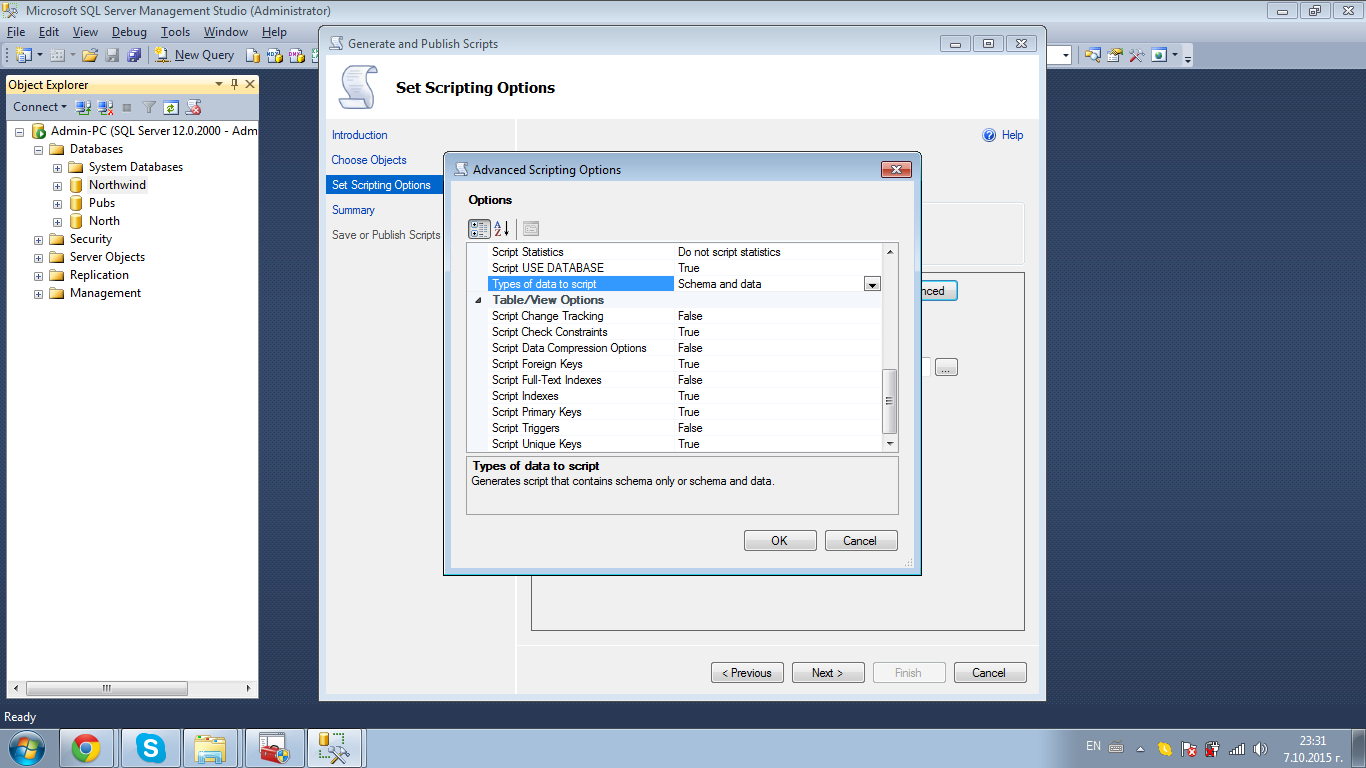 Microsoft SQL Server Management Studio (Administrator)
File Edit View Debug Tools Window Help
New Query
Object Explorer
Connect
Admin-PC (SQL Server 12.0.2000 - Adm
Databases
System Databases
Northwind
Pubs
North
Security
Server Objects
Replication
Management
Generate and Publish Scripts
Set Scripting Options
Introduction
Choose Objects
Set Scripting Options
Summary
Save or Publish Scripts
Help
nced
...
Advanced Scripting Options
Options
Script Statistics Do not script statistics
Script USE DATABASE True
Types of data to script Schema and data
Table/View Options
Script Change Tracking False
Script Check Constraints True
Script Data Compression Options False
Script Foreign Keys True
Script Full-Text Indexes False
Script Indexes True
Script Primary Keys True
Script Triggers False
Script Unique Keys True
Types of data to script
Generates script that contains schema only or schema and data.
OK Cancel
< Previous Next > Finish Cancel
Ready
EN
23:31
7.10.2015 г.